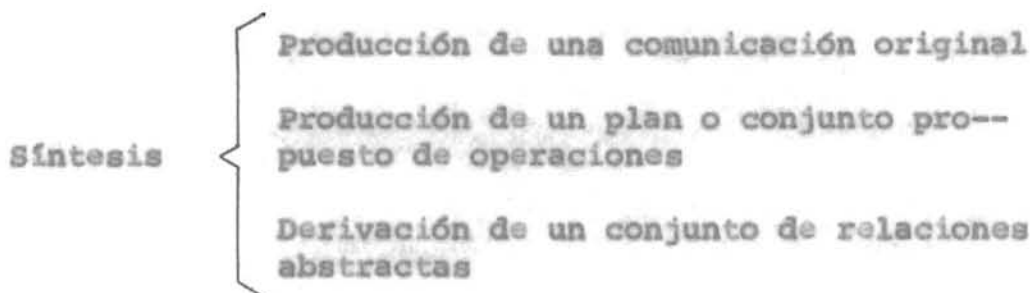 Producción de una comunicación original
Producción de un plan o conjunto pro--
Síntesis
puesto de operaciones
Derivación de un conjunto de relaciones
abstractas